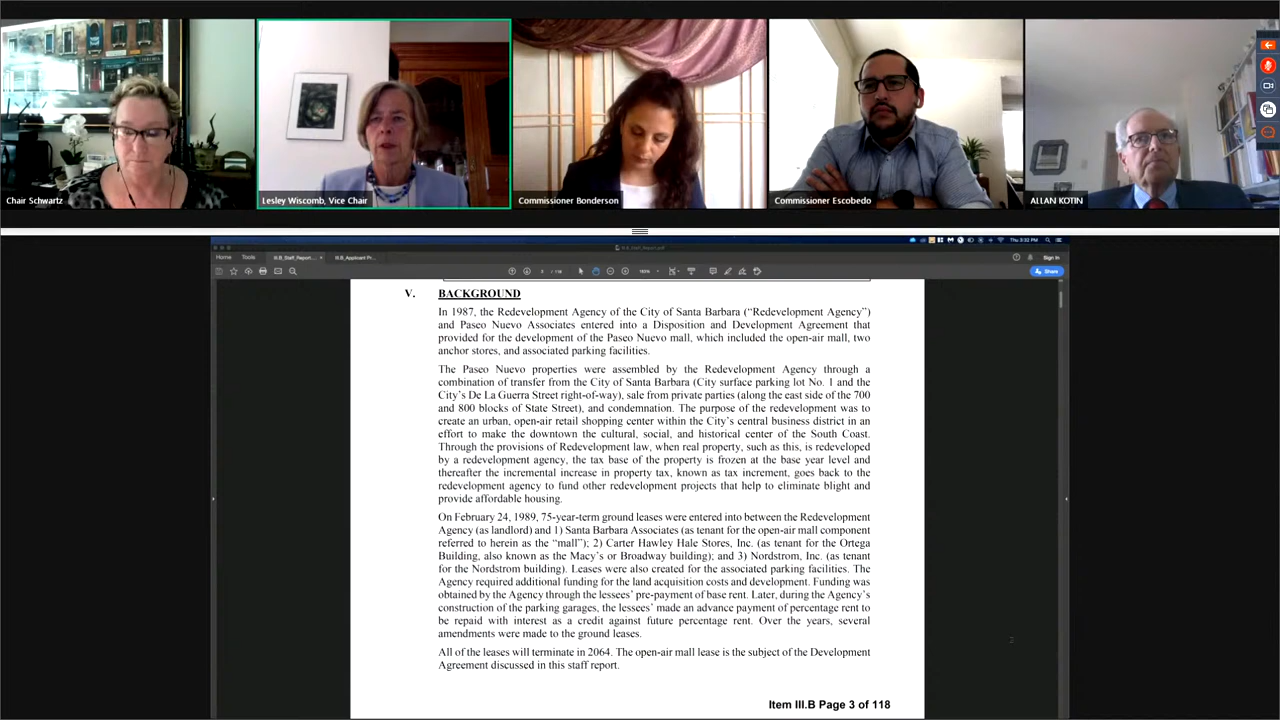 Chair Schwartz
Lesley Wiscomb, Vice Chair
Commissioner Bonderson
Commissioner Escobedo
ALLAN KOTIN
III.B_Staff_Report.pdf
Thu 3:32 PM
Home
Tools
III.B_Staff_Report....
III.B_Applicant Pr...
Sign In
Share
V. BACKGROUND
In 1987, the Redevelopment Agency of the City of Santa Barbara (“Redevelopment Agency”)
and Paseo Nuevo Associates entered into a Disposition and Development Agreement that
provided for the development of the Paseo Nuevo mall, which included the open-air mall, two
anchor stores, and associated parking facilities.
The Paseo Nuevo properties were assembled by the Redevelopment Agency through a
combination of transfer from the City of Santa Barbara (City surface parking lot No. 1 and the
City’s De La Guerra Street right-of-way), sale from private parties (along the east side of the 700
and 800 blocks of State Street), and condemnation. The purpose of the redevelopment was to
create an urban, open-air retail shopping center within the City’s central business district in an
effort to make the downtown the cultural, social, and historical center of the South Coast.
Through the provisions of Redevelopment law, when real property, such as this, is redeveloped
by a redevelopment agency, the tax base of the property is frozen at the base year level and
thereafter the incremental increase in property tax, known as tax increment, goes back to the
redevelopment agency to fund other redevelopment projects that help to eliminate blight and
provide affordable housing.
On February 24, 1989, 75-year-term ground leases were entered into between the Redevelopment
Agency (as landlord) and 1) Santa Barbara Associates (as tenant for the open-air mall component
referred to herein as the “mall”); 2) Carter Hawley Hale Stores, Inc. (as tenant for the Ortega
Building, also known as the Macy’s or Broadway building); and 3) Nordstrom, Inc. (as tenant
for the Nordstrom building). Leases were also created for the associated parking facilities. The
Agency required additional funding for the land acquisition costs and development. Funding was
obtained by the Agency through the lessees’ pre-payment of base rent. Later, during the Agency’s
construction of the parking garages, the lessees’ made an advance payment of percentage rent to
be repaid with interest as a credit against future percentage rent. Over the years, several
amendments were made to the ground leases.
All of the leases will terminate in 2064. The open-air mall lease is the subject of the Development
Agreement discussed in this staff report.
Item III.B Page 3 of 118